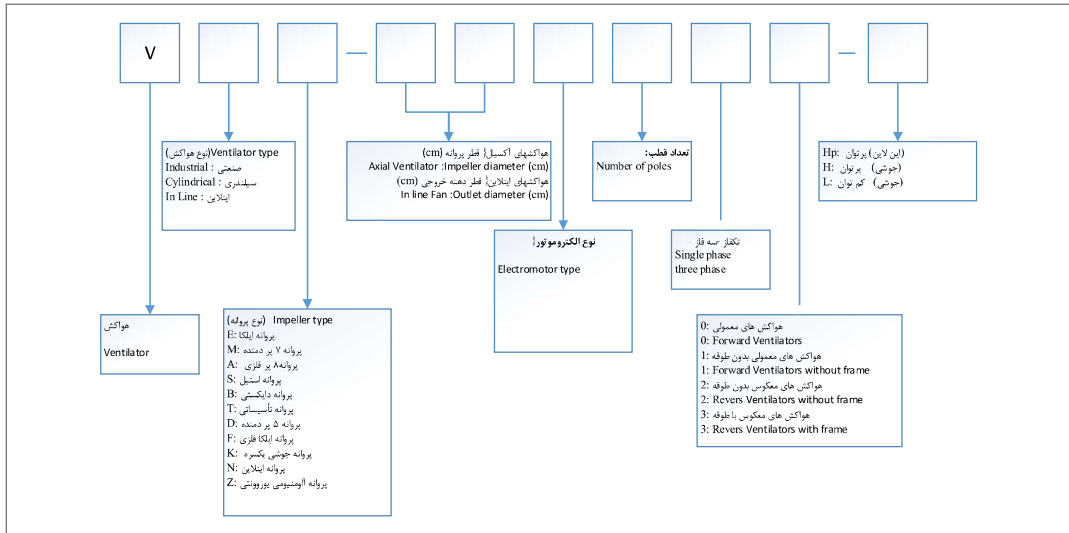 V
(نوع هواکش) Ventilator type
Industrial : صنعتی
Cylindrical : سیلندری
In Line : اینلاین
هواکشهای آکسیال{ قطر پروانه (cm)
Axial Ventilator :Impeller diameter (cm)
هواکشهای اینلاین{ قطر دهنه خروجی (cm)
In line Fan :Outlet diameter (cm)
تعداد قطب:
Number of poles
Hp: پرتوان (این لاین)
H: پرتوان (جوشی)
L: کم توان (جوشی)
نوع الکتروموتور{
Electromotor type
تکفاز -سه فاز
Single phase
three phase
هواکش
Ventilator
(نوع پروانه) Impeller type
E: پروانه ایلکا
M: پروانه ۷ پر دمنده
A: پروانه۸ پر فلزی
S: پروانه استیل
B: پروانه دایکستی
T: پروانه تأسیساتی
D: پروانه ۵ پر دمنده
F: پروانه ایلکا فلزی
K: پروانه جوشی یکسره
N: پروانه اینلاین
Z: پروانه آلومنیومی یوروونتی
0: هواکش های معمولی
0: Forward Ventilators
1: هواکش های معمولی بدون طوقه
1: Forward Ventilators without frame
2: هواکش های معکوس بدون طوقه
2: Revers Ventilators without frame
3: هواکش های معکوس با طوقه
3: Revers Ventilators with frame